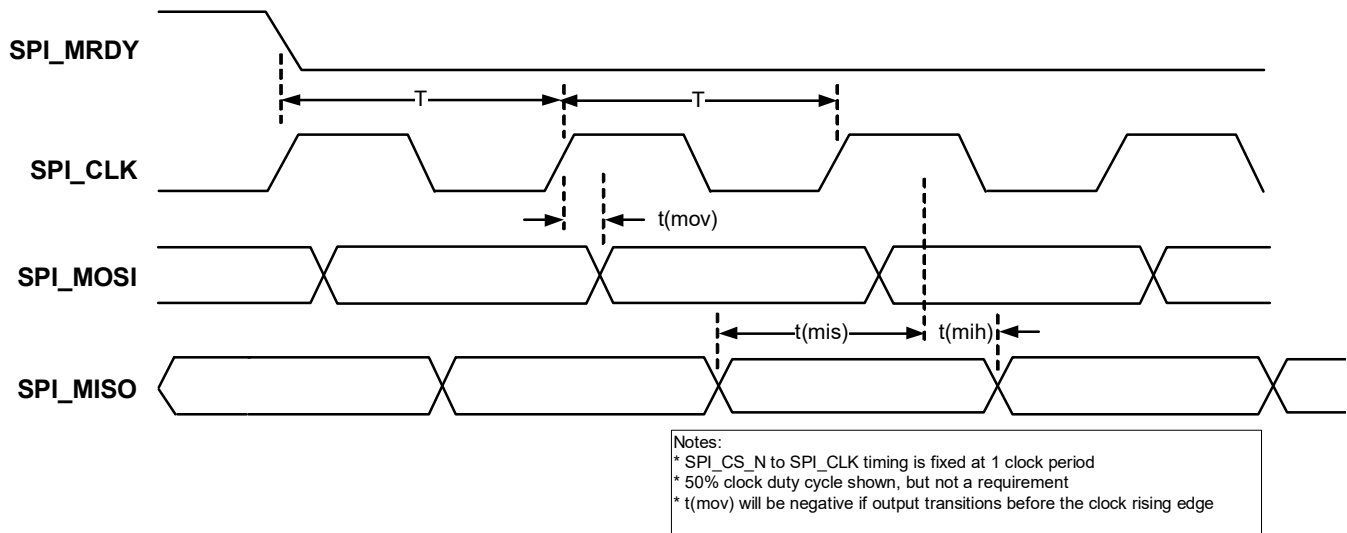 SPI_MRDY
T
T
SPI_CLK
t(mov)
SPI_MOSI
t(mis)
t(mih)
SPI_MISO
Notes:
* SPI_CS_N to SPI_CLK timing is fixed at 1 clock period
* 50% clock duty cycle shown, but not a requirement
* t(mov) will be negative if output transitions before the clock rising edge